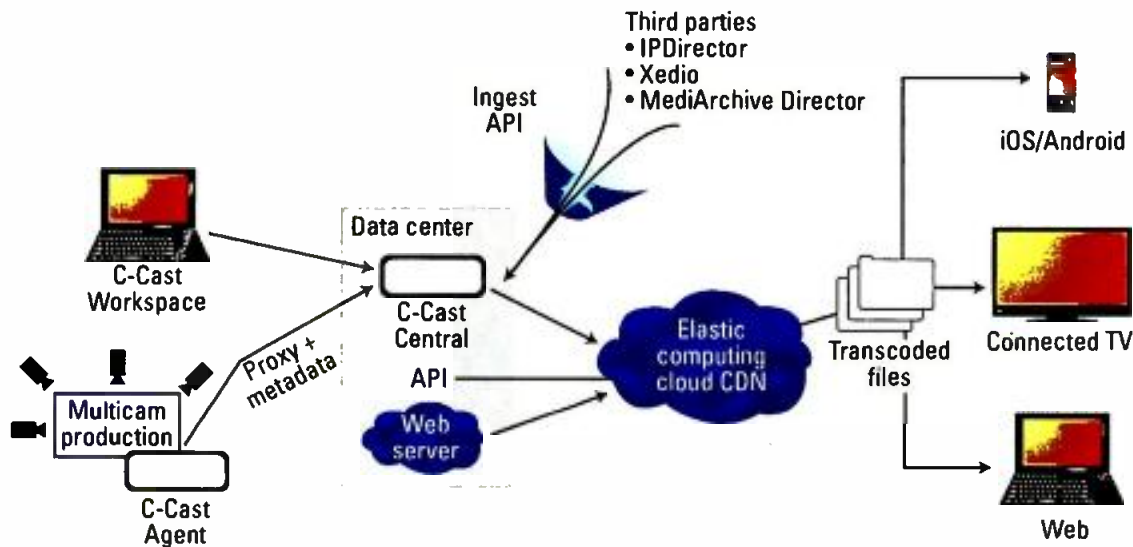 Third parties
• IPDirector
• Xedio
• MediArchive Director
Ingest
API
iOS/Android
Data center
C-Cast
Workspace
C-Cast
Central
Elastic
computing
cloud CDN
Transcoded
files
Connected TV
Proxy +
metadata
API
Multicam
production
Web
server
C-Cast
Agent
Web